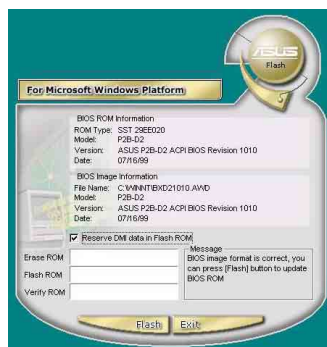 ASUS
Flash
For Microsoft Windows Platform
BIOS ROM Information
ROM Type: SST 29EE020
Model: P2B-D2
Version: ASUS P2B-D2 ACPI BIOS Revision 1010
Date: 07/16/99
BIOS Image Information
File Name: C:\WINNT\BXD21010.AWD
Model: P2B-D2
Version: ASUS P2B-D2 ACPI BIOS Revision 1010
Date: 07/16/99
Reserve DMI data in Flash ROM
Erase ROM
Flash ROM
Verify ROM
Message
BIOS image format is correct, you
can press [Flash] button to update
BIOS ROM
Flash Exit